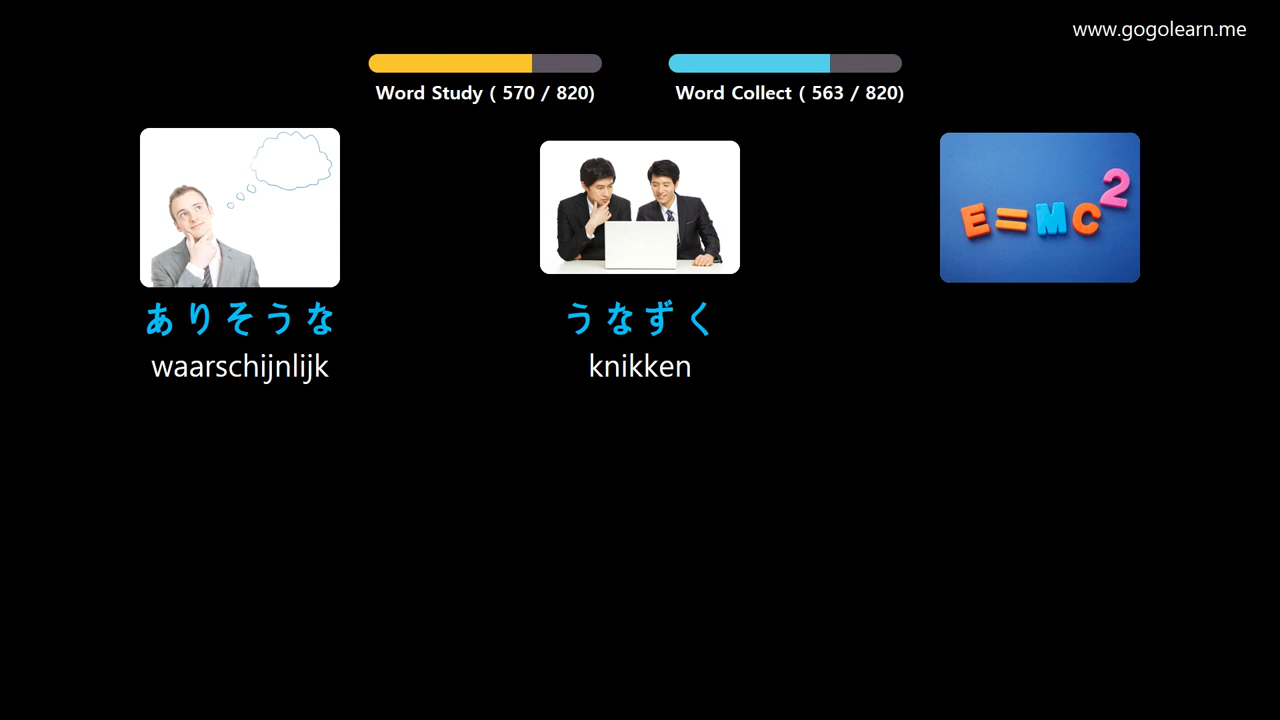 www.gogolearn.me
Word Study ( 570 / 820)
Word Collect ( 563 / 820)
E=MC2
ありそうな
うなずく
waarschijnlijk
knikken